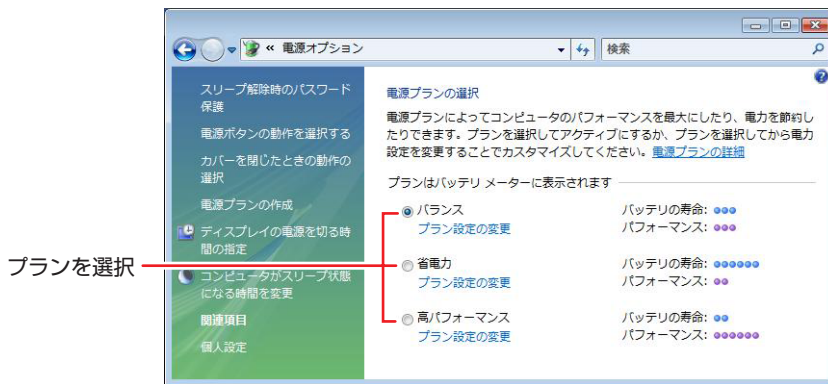 « 電源オプション
検索
スリープ解除時のパスワード
保護
電源ボタンの動作を選択する
カバーを閉じたときの動作の
選択
電源プランの作成
ディスプレイの電源を切る時
間の指定
コンピュータがスリープ状態
になる時間を変更
関連項目
個人設定
電源プランの選択
電源プランによってコンピュータのパフォーマンスを最大にしたり、電力を節約し
たりできます。プランを選択してアクティブにするか、プランを選択してから電力
設定を変更することでカスタマイズしてください。電源プランの詳細
プランはバッテリ メーターに表示されます
バランス バッテリの寿命:
プラン設定の変更 パフォーマンス:
省電力 バッテリの寿命:
プラン設定の変更 パフォーマンス:
高パフォーマンス バッテリの寿命:
プラン設定の変更 パフォーマンス:
プランを選択